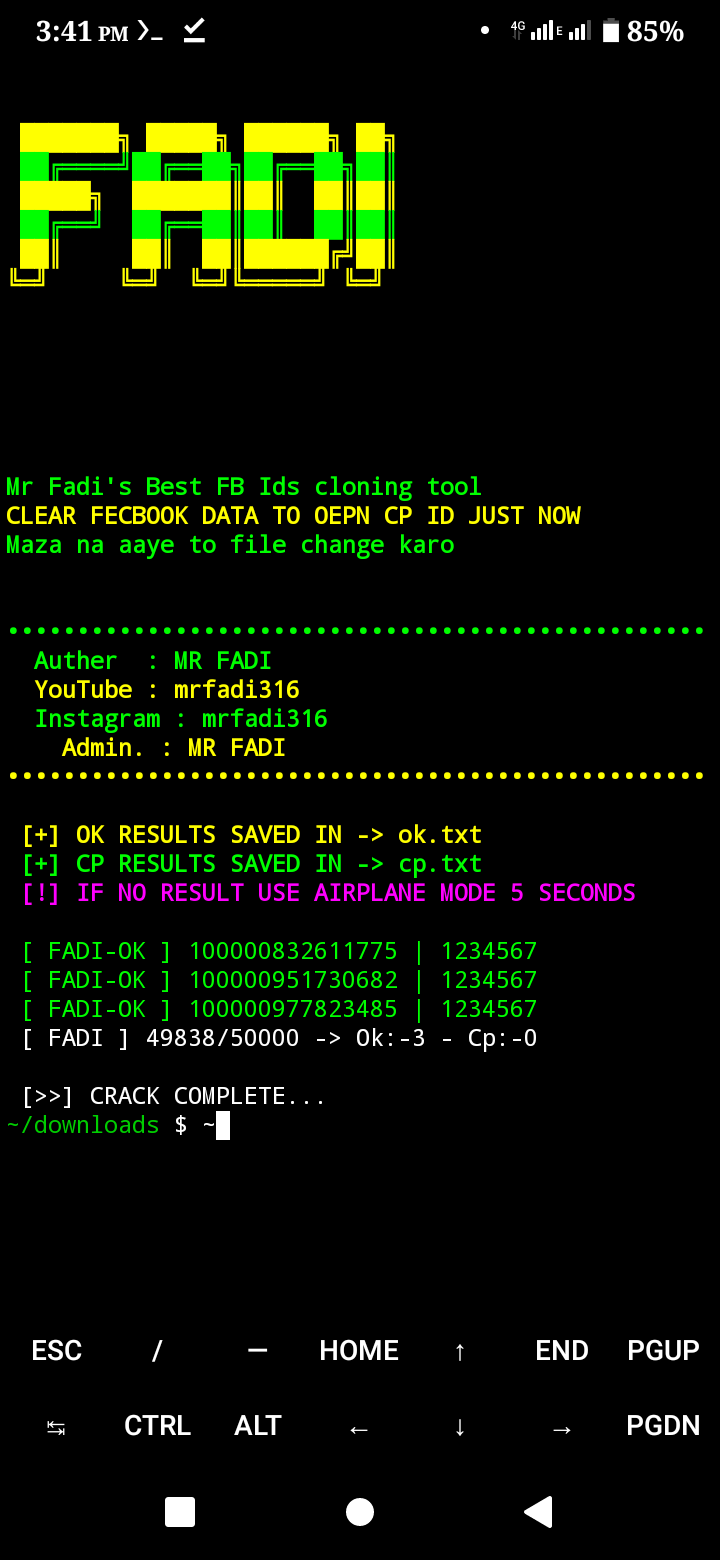 3:41 PM
4G E 85%
FADI
Mr Fadi's Best FB Ids cloning tool
CLEAR FECBOOK DATA TO OEPN CP ID JUST NOW
Maza na aaye to file change karo
Auther : MR FADI
YouTube : mrfadi316
Instagram : mrfadi316
Admin. : MR FADI
[+] OK RESULTS SAVED IN -> ok.txt
[+] CP RESULTS SAVED IN -> cp.txt
[!] IF NO RESULT USE AIRPLANE MODE 5 SECONDS
[ FADI-OK ] 100000832611775 | 1234567
[ FADI-OK ] 100000951730682 | 1234567
[ FADI-OK ] 100000977823485 | 1234567
[ FADI ] 49838/50000 -> Ok:-3 - Cp:-0
[>>] CRACK COMPLETE...
~/downloads $ ~
ESC / — HOME ↑ END PGUP
↹ CTRL ALT ← ↓ → PGDN